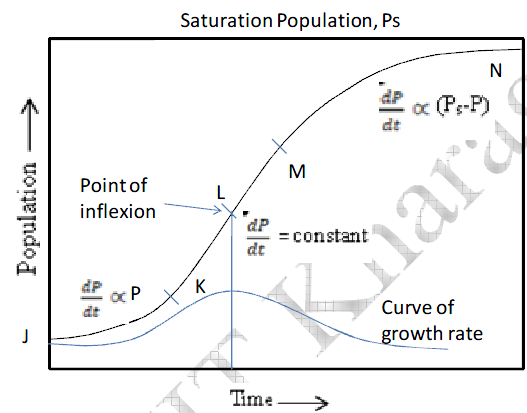 Saturation Population, Ps
N
dP/dt ∝ (Ps-P)
M
Point of
inflexion
L
dP/dt = constant
dP/dt ∝ P
K
J
Curve of
growth rate
Population
Time